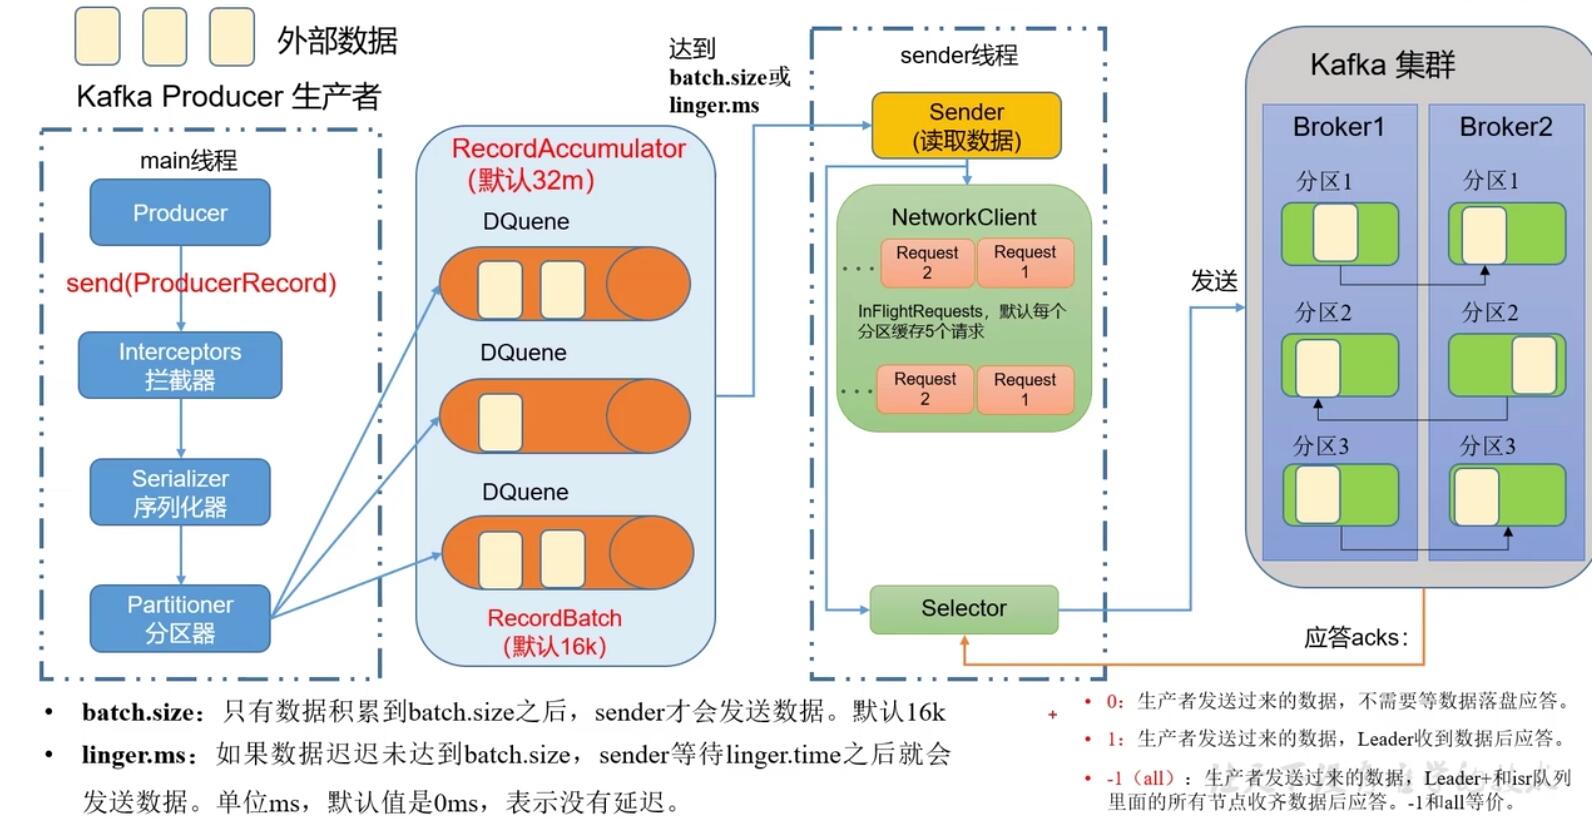 外部数据
Kafka Producer 生产者
main线程
Producer
send(ProducerRecord)
Interceptors
拦截器
Serializer
序列化器
Partitioner
分区器
RecordAccumulator
(默认32m)
DQuene
DQuene
DQuene
RecordBatch
(默认16k)
达到
batch.size或
linger.ms
sender线程
Sender
(读取数据)
NetworkClient
... Request 2 Request 1
InFlightRequests，默认每个
分区缓存5个请求
... Request 2 Request 1
Selector
发送
Kafka 集群
Broker1 Broker2
分区1 分区1
分区2 分区2
分区3 分区3
应答acks：
• batch.size：只有数据积累到batch.size之后，sender才会发送数据。默认16k
• linger.ms：如果数据迟迟未达到batch.size，sender等待linger.time之后就会
发送数据。单位ms，默认值是0ms，表示没有延迟。
• 0：生产者发送过来的数据，不需要等数据落盘应答。
• 1：生产者发送过来的数据，Leader收到数据后应答。
• -1（all）：生产者发送过来的数据，Leader+和isr队列
里面的所有节点收齐数据后应答。-1和all等价。